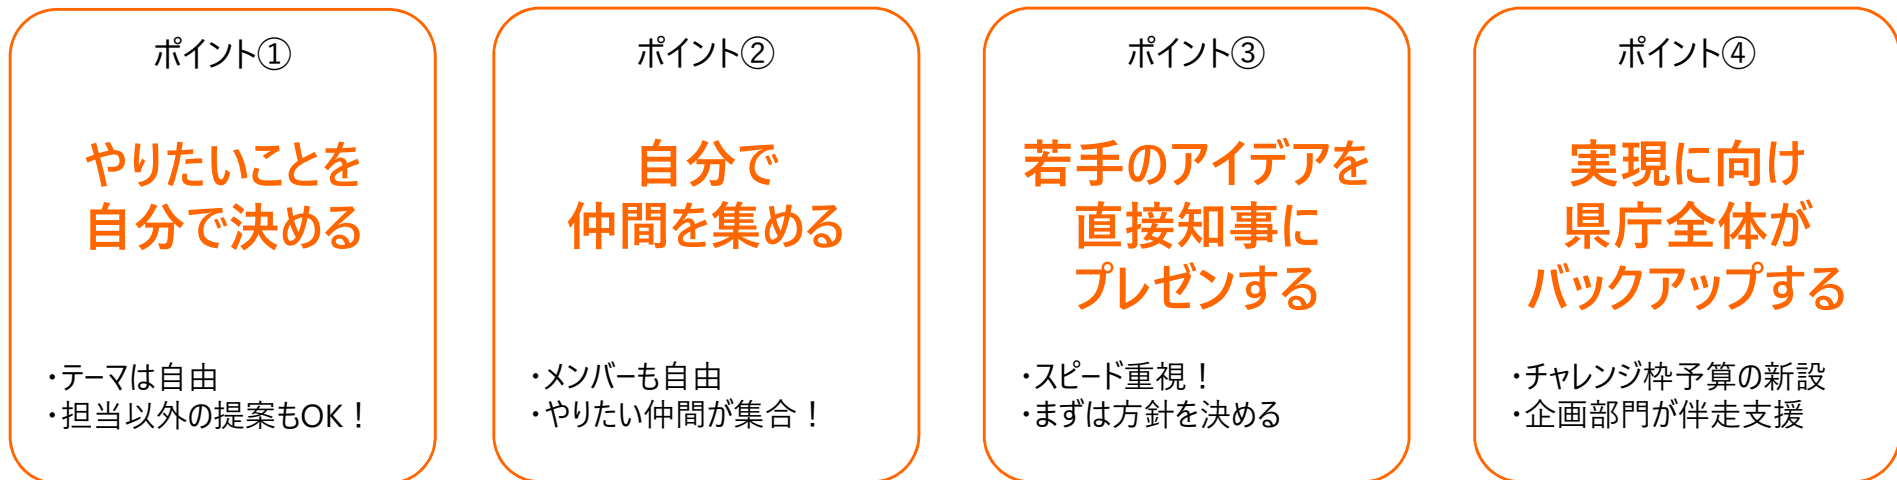 ポイント①
やりたいことを
自分で決める
・テーマは自由
・担当以外の提案もOK！
ポイント②
自分で
仲間を集める
・メンバーも自由
・やりたい仲間が集合！
ポイント③
若手のアイデアを
直接知事に
プレゼンする
・スピード重視！
・まずは方針を決める
ポイント④
実現に向け
県庁全体が
バックアップする
・チャレンジ枠予算の新設
・企画部門が伴走支援